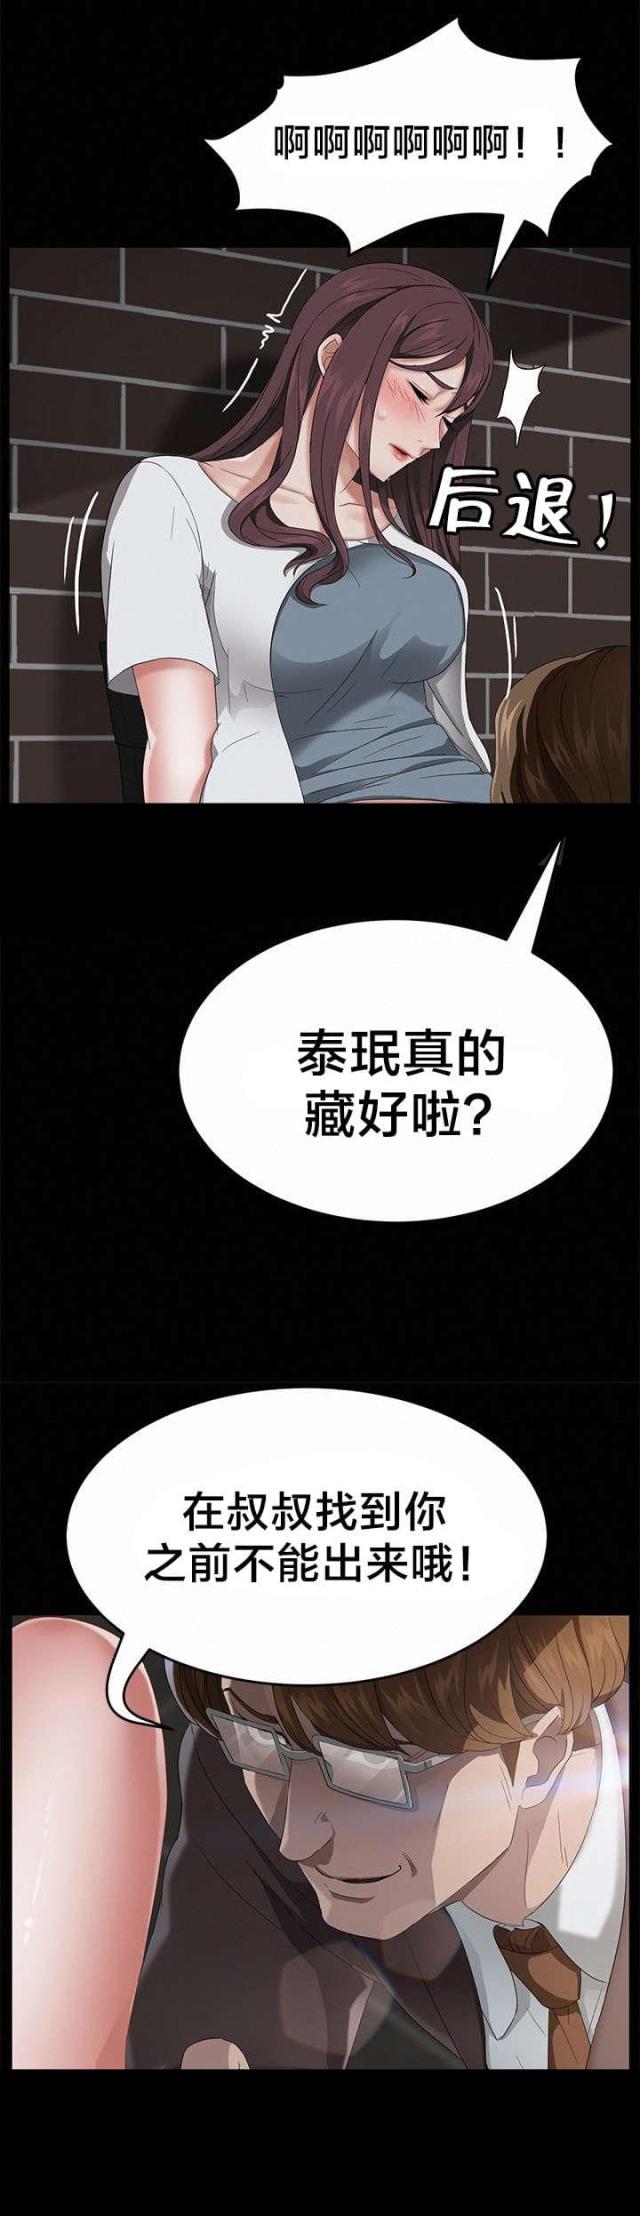 啊啊啊啊啊啊！！
后退！
泰珉真的
藏好啦？
在叔叔找到你
之前不能出来哦！